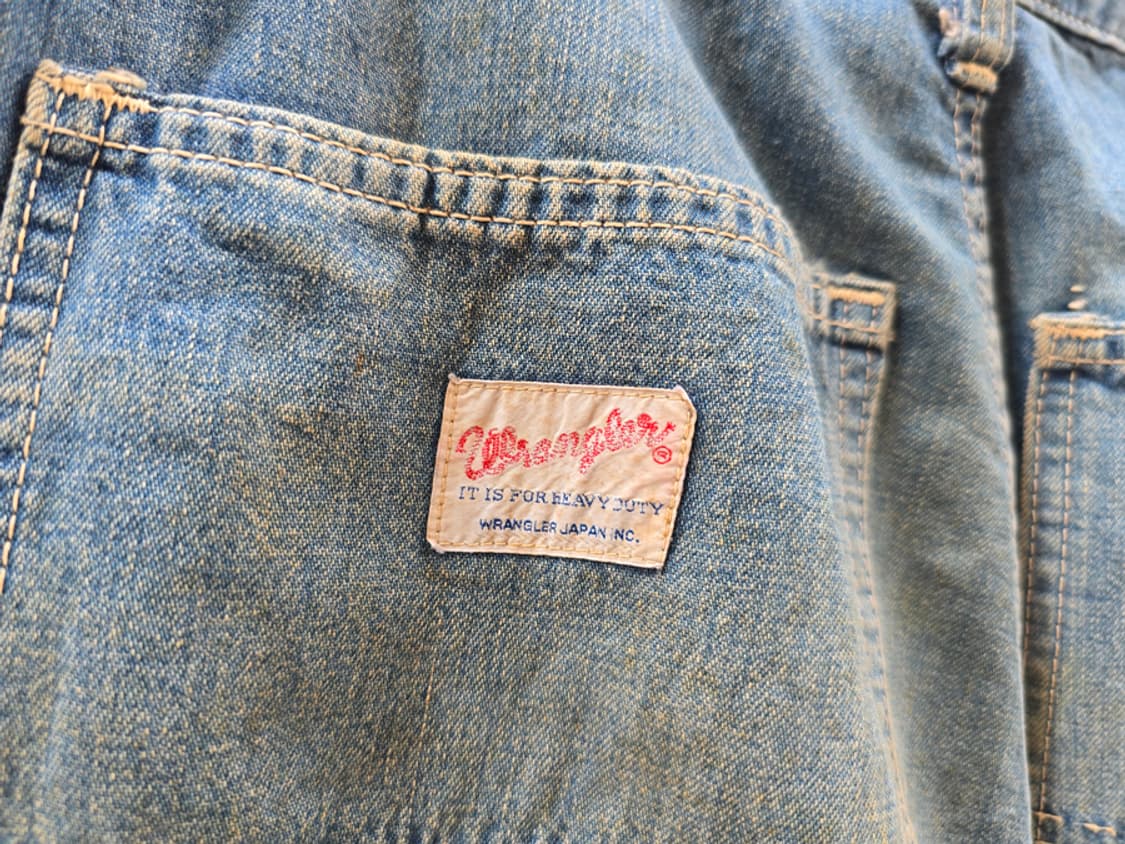 Wrangler®
IT IS FOR HEAVY DUTY
WRANGLER JAPAN INC.